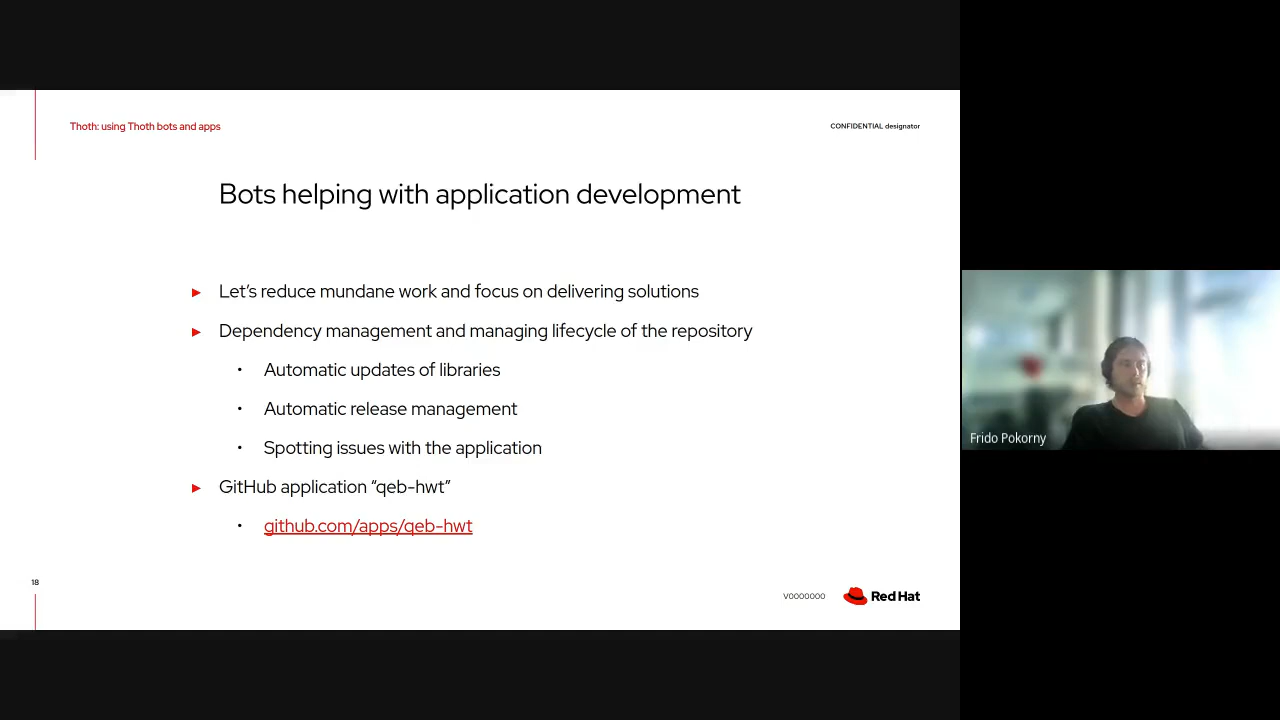 Thoth: using Thoth bots and apps
CONFIDENTIAL designator
Bots helping with application development
► Let’s reduce mundane work and focus on delivering solutions
► Dependency management and managing lifecycle of the repository
• Automatic updates of libraries
• Automatic release management
• Spotting issues with the application
► GitHub application “qeb-hwt”
• github.com/apps/qeb-hwt
Frido Pokorny
18
V0000000
Red Hat